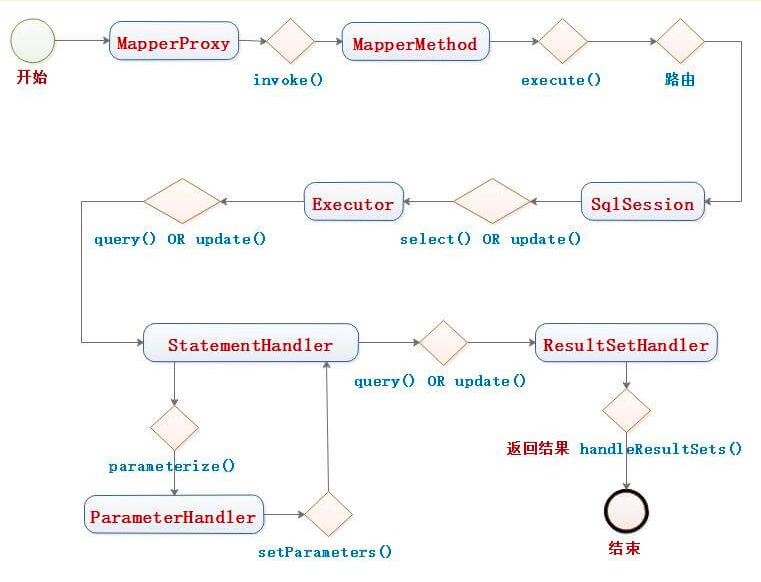 MapperProxy
MapperMethod
开始
invoke()
execute()
路由
Executor
SqlSession
query() OR update()
select() OR update()
StatementHandler
ResultSetHandler
query() OR update()
返回结果 handleResultSets()
parameterize()
ParameterHandler
setParameters()
结束